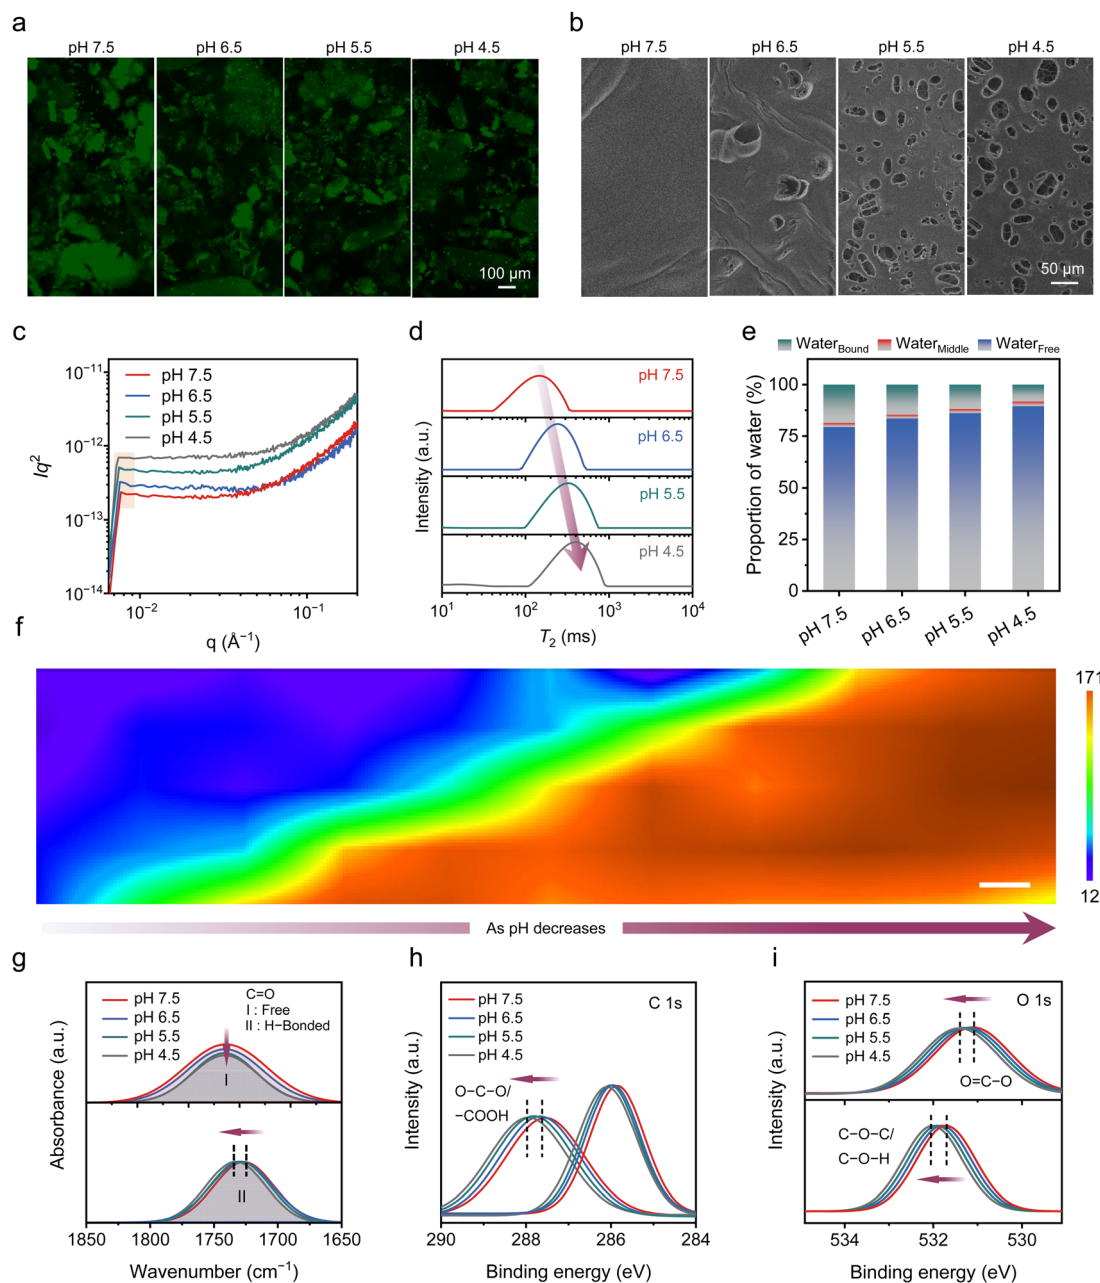 a
pH 7.5 pH 6.5 pH 5.5 pH 4.5
100 μm
b
pH 7.5 pH 6.5 pH 5.5 pH 4.5
50 μm
c
10⁻¹¹
10⁻¹²
10⁻¹³
10⁻¹⁴
Iq²
pH 7.5
pH 6.5
pH 5.5
pH 4.5
10⁻² 10⁻¹
q (Å⁻¹)
d
Intensity (a.u.)
pH 7.5
pH 6.5
pH 5.5
pH 4.5
10¹ 10² 10³ 10⁴
T₂ (ms)
e
Water_Bound Water_Middle Water_Free
Proportion of water (%)
100
75
50
25
0
pH 7.5 pH 6.5 pH 5.5 pH 4.5
f
171
12
As pH decreases
g
Absorbance (a.u.)
pH 7.5
pH 6.5
pH 5.5
pH 4.5
C=O
I : Free
II : H−Bonded
I
II
1850 1800 1750 1700 1650
Wavenumber (cm⁻¹)
h
Intensity (a.u.)
pH 7.5
pH 6.5
pH 5.5
pH 4.5
C 1s
O−C−O/
−COOH
290 288 286 284
Binding energy (eV)
i
Intensity (a.u.)
pH 7.5
pH 6.5
pH 5.5
pH 4.5
O 1s
O=C−O
C−O−C/
C−O−H
534 531 529
Binding energy (eV)